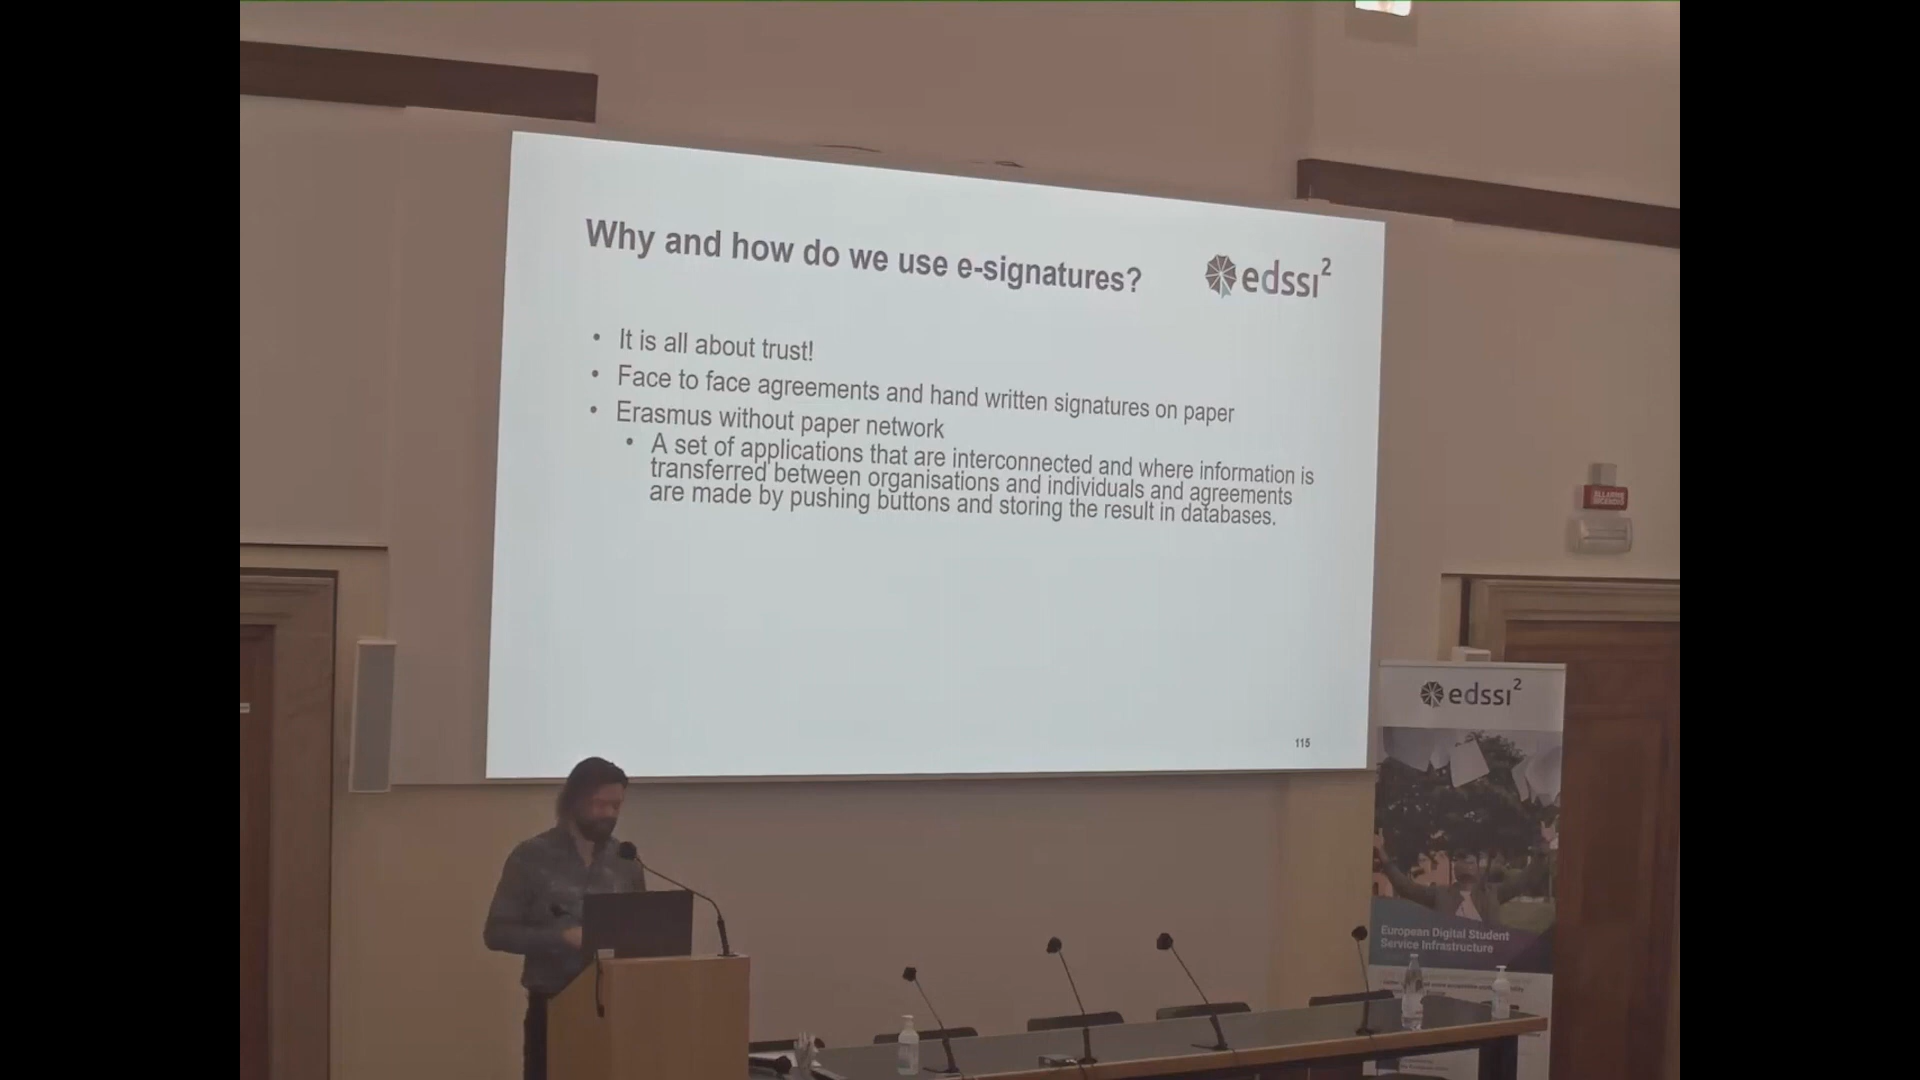 Why and how do we use e-signatures?
edssi²
• It is all about trust!
• Face to face agreements and hand written signatures on paper
• Erasmus without paper network
• A set of applications that are interconnected and where information is
transferred between organisations and individuals and agreements
are made by pushing buttons and storing the result in databases.
115
ALLARME
INCENDIO
edssi²
European Digital Student
Service Infrastructure